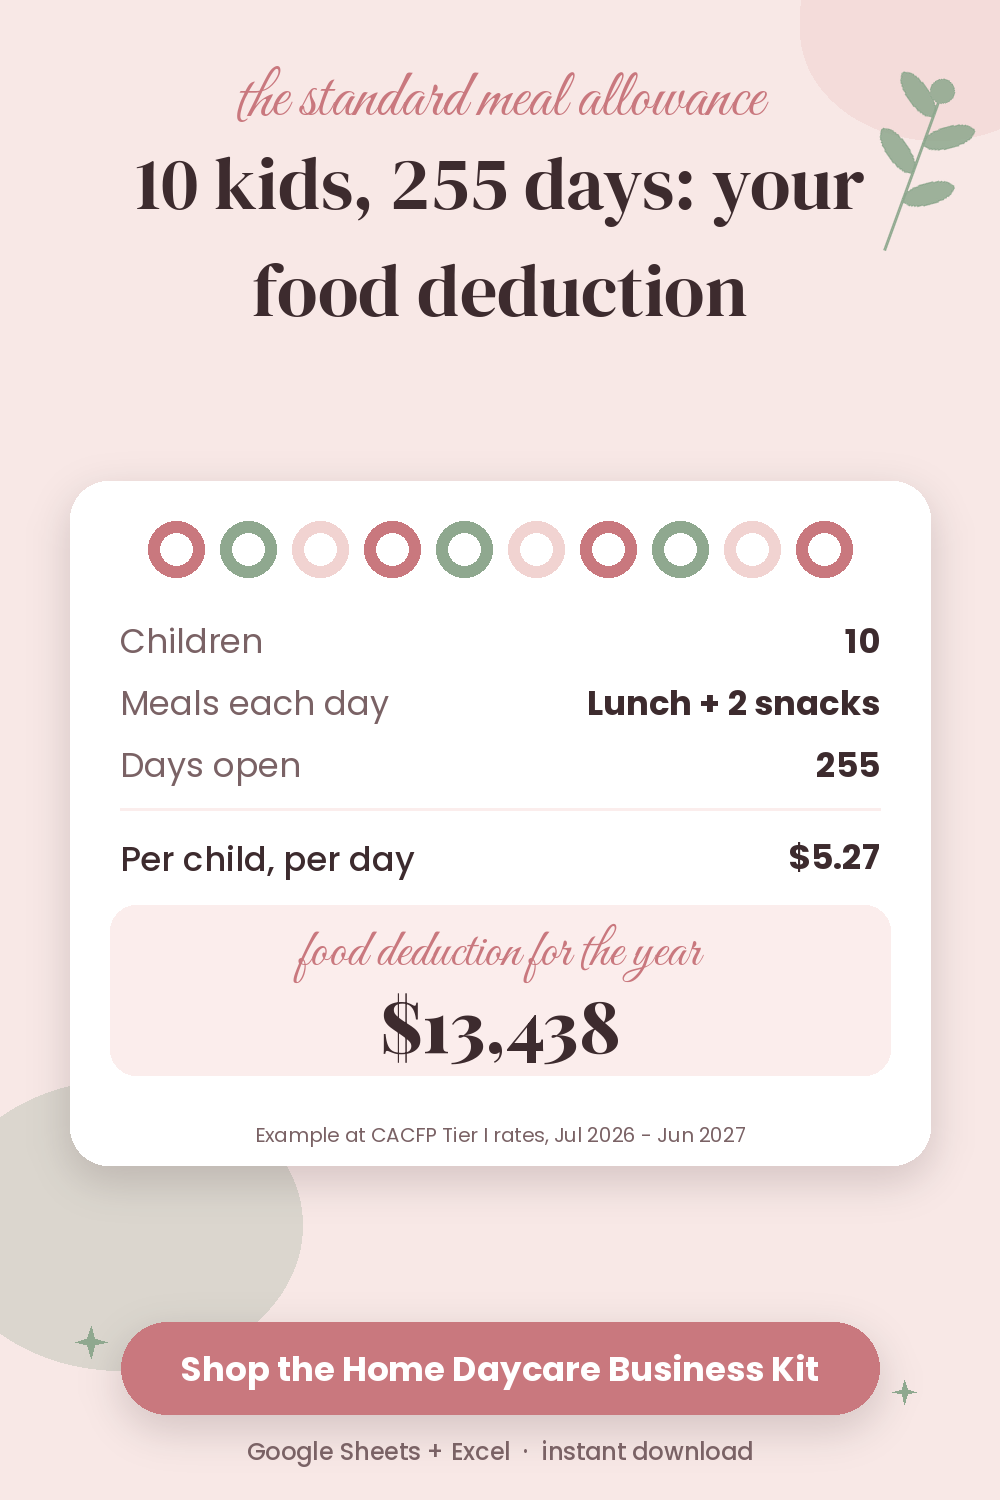 the standard meal allowance
10 kids, 255 days: your
food deduction
Children 10
Meals each day Lunch + 2 snacks
Days open 255
Per child, per day $5.27
food deduction for the year
$13,438
Example at CACFP Tier I rates, Jul 2026 - Jun 2027
Shop the Home Daycare Business Kit
Google Sheets + Excel · instant download